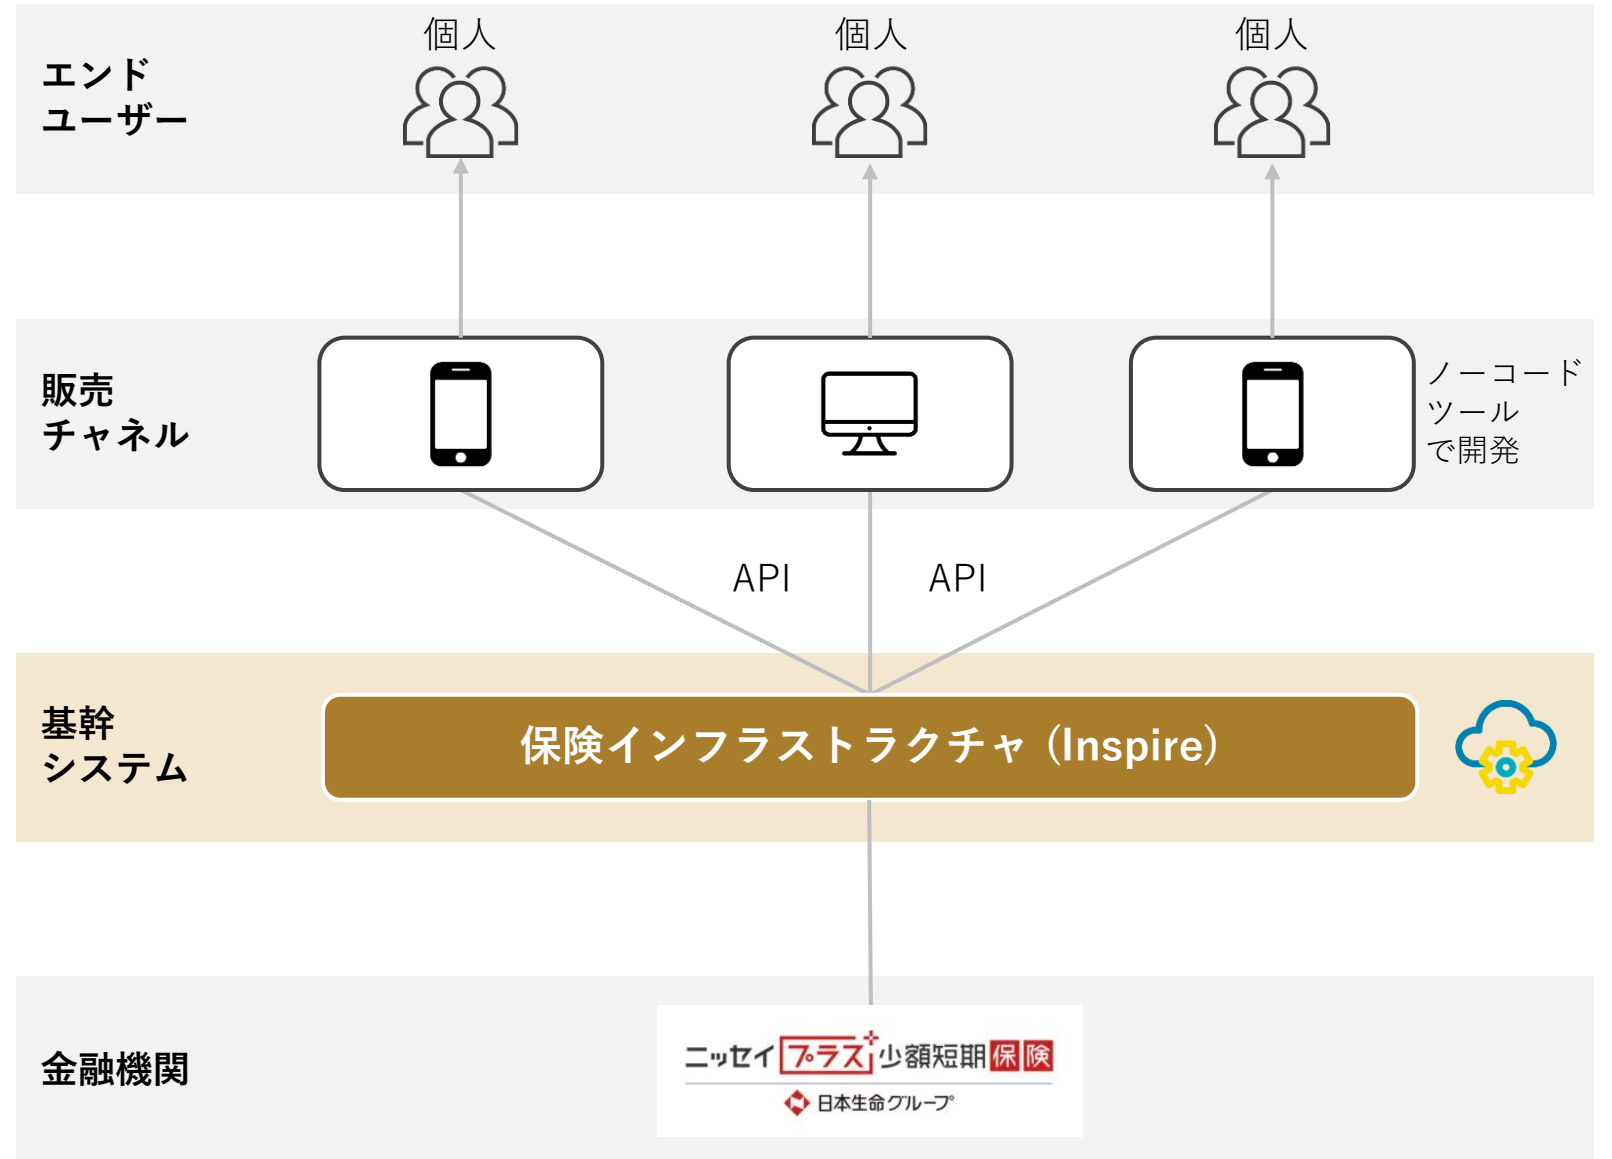 個人
個人
個人
エンド
ユーザー
販売
チャネル
ノーコード
ツール
で開発
API
API
基幹
システム
保険インフラストラクチャ (Inspire)
金融機関
ニッセイプラス少額短期保険
日本生命グループ